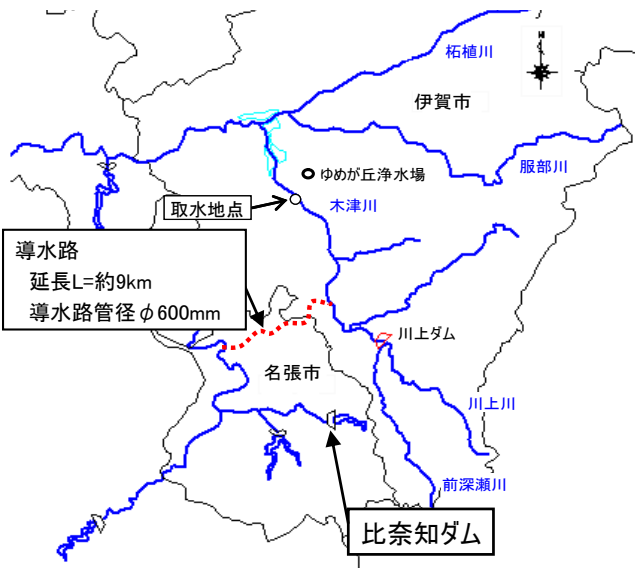 柘植川
N
伊賀市
服部川
ゆめが丘浄水場
取水地点
木津川
導水路
延長L=約9km
導水路管径φ600mm
川上ダム
名張市
川上川
前深瀬川
比奈知ダム